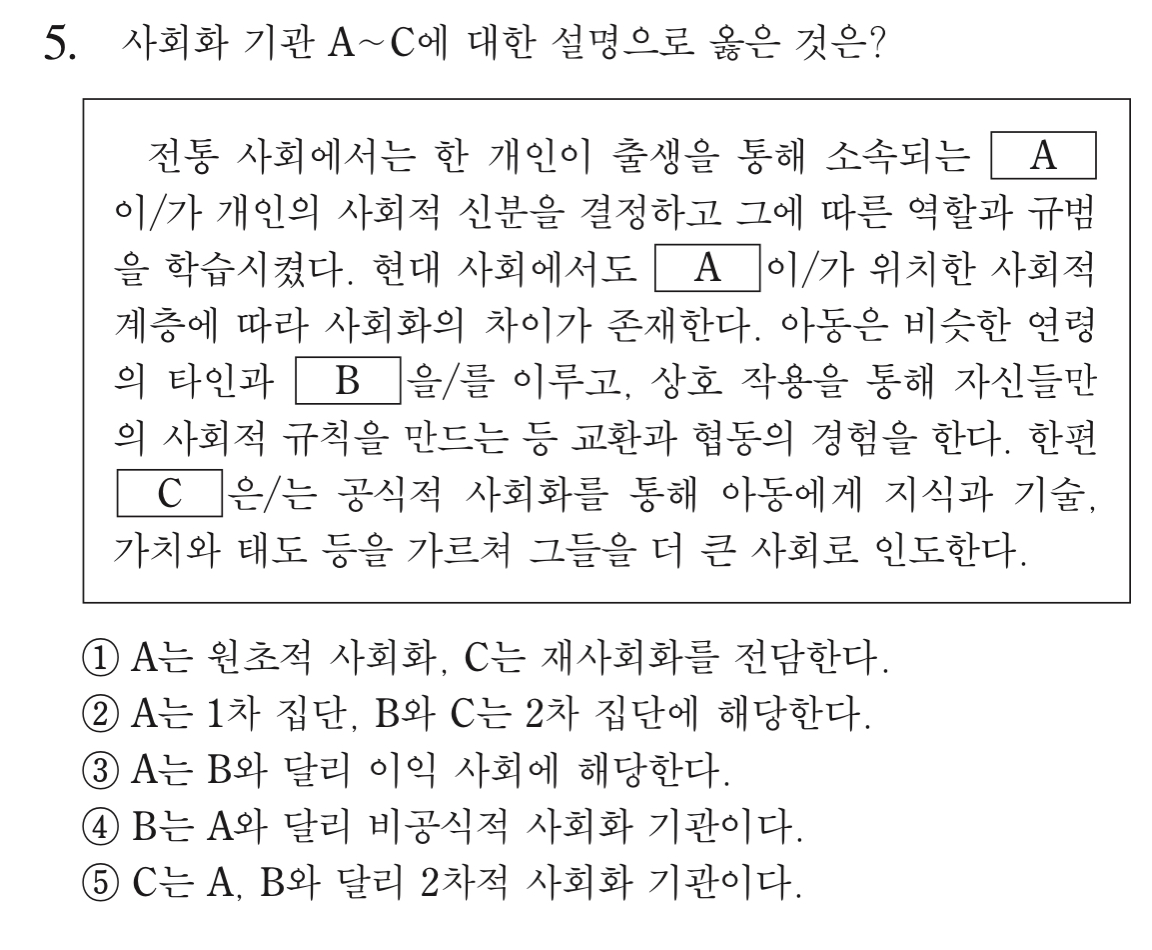 5. 사회화 기관 A～C에 대한 설명으로 옳은 것은?
전통 사회에서는 한 개인이 출생을 통해 소속되는 A
이/가 개인의 사회적 신분을 결정하고 그에 따른 역할과 규범
을 학습시켰다. 현대 사회에서도 A 이/가 위치한 사회적
계층에 따라 사회화의 차이가 존재한다. 아동은 비슷한 연령
의 타인과 B 을/를 이루고, 상호 작용을 통해 자신들만
의 사회적 규칙을 만드는 등 교환과 협동의 경험을 한다. 한편
C 은/는 공식적 사회화를 통해 아동에게 지식과 기술,
가치와 태도 등을 가르쳐 그들을 더 큰 사회로 인도한다.
① A는 원초적 사회화, C는 재사회화를 전담한다.
② A는 1차 집단, B와 C는 2차 집단에 해당한다.
③ A는 B와 달리 이익 사회에 해당한다.
④ B는 A와 달리 비공식적 사회화 기관이다.
⑤ C는 A, B와 달리 2차적 사회화 기관이다.